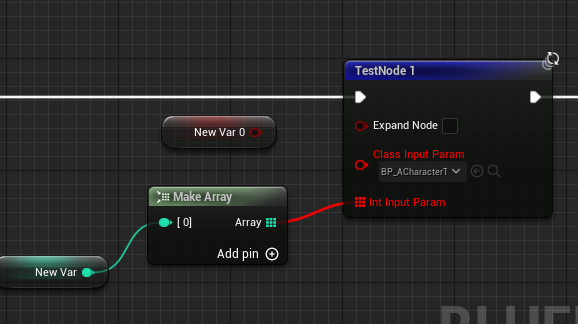 TestNode 1
New Var 0
Expand Node
Class Input Param
BP_ACharacterT
Make Array
Int Input Param
[ 0]
Array
Add pin
New Var